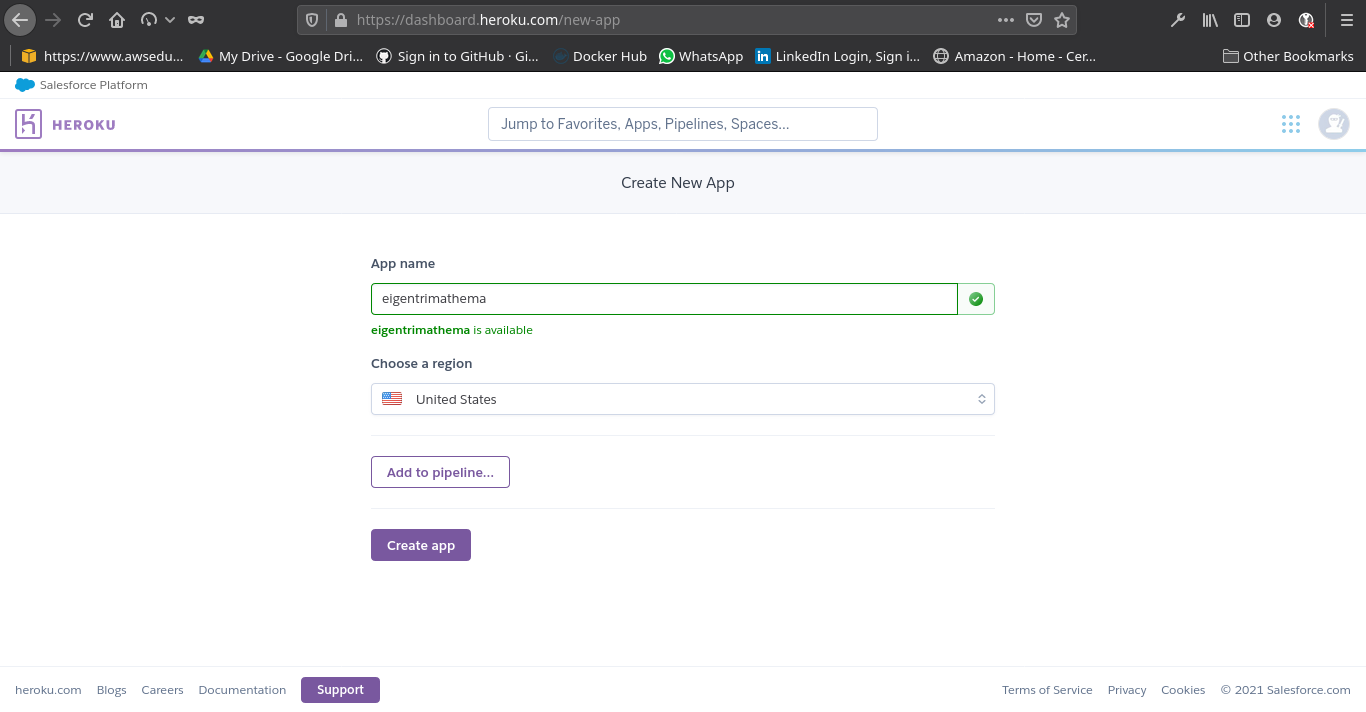 https://dashboard.heroku.com/new-app
https://www.awsedu... My Drive - Google Dri... Sign in to GitHub · Gi... Docker Hub WhatsApp LinkedIn Login, Sign i... Amazon - Home - Cer... Other Bookmarks
Salesforce Platform
HEROKU Jump to Favorites, Apps, Pipelines, Spaces...
Create New App
App name
eigentrimathema
eigentrimathema is available
Choose a region
United States
Add to pipeline...
Create app
heroku.com Blogs Careers Documentation Support Terms of Service Privacy Cookies © 2021 Salesforce.com